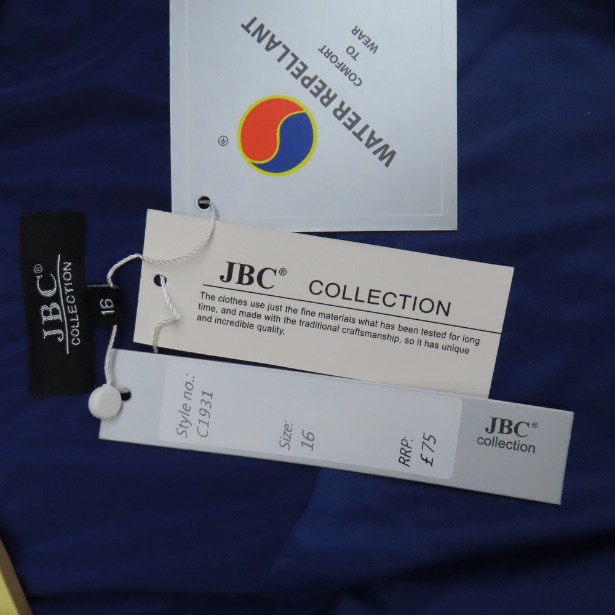 WATER REPELLANT
COMFORT
TO
WEAR
®
JBC®
COLLECTION
16
JBC® COLLECTION
The clothes use just the fine materials what has been tested for long
time, and made with the traditional craftsmanship, so it has unique
and incredible quality,
Style no.:
C1931
Size:
16
RRP:
£75
JBC®
collection